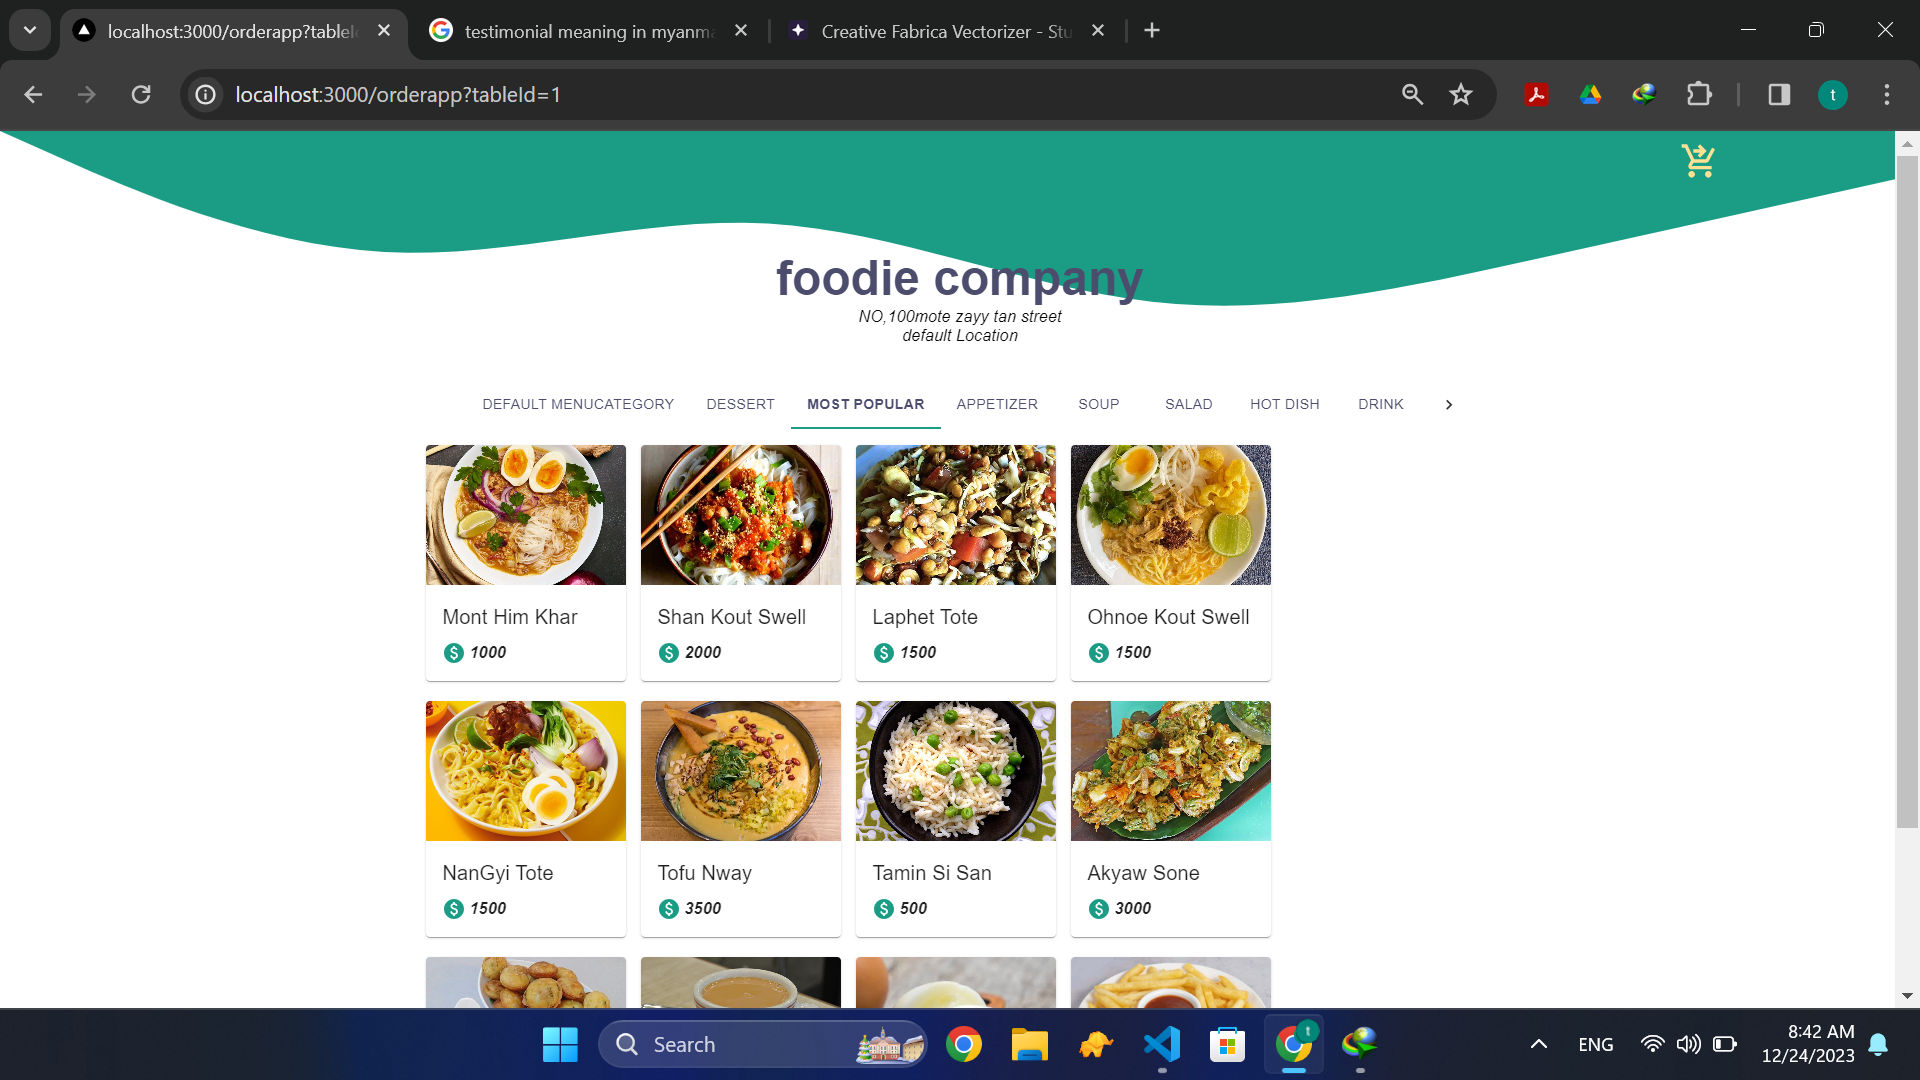 localhost:3000/orderapp?tableI
testimonial meaning in myanma
Creative Fabrica Vectorizer - Stu
localhost:3000/orderapp?tableId=1
t
foodie company
NO,100mote zayy tan street
default Location
DEFAULT MENUCATEGORY DESSERT MOST POPULAR APPETIZER SOUP SALAD HOT DISH DRINK
Mont Him Khar
$ 1000
Shan Kout Swell
$ 2000
Laphet Tote
$ 1500
Ohnoe Kout Swell
$ 1500
NanGyi Tote
$ 1500
Tofu Nway
$ 3500
Tamin Si San
$ 500
Akyaw Sone
$ 3000
Search
t
ENG
8:42 AM
12/24/2023